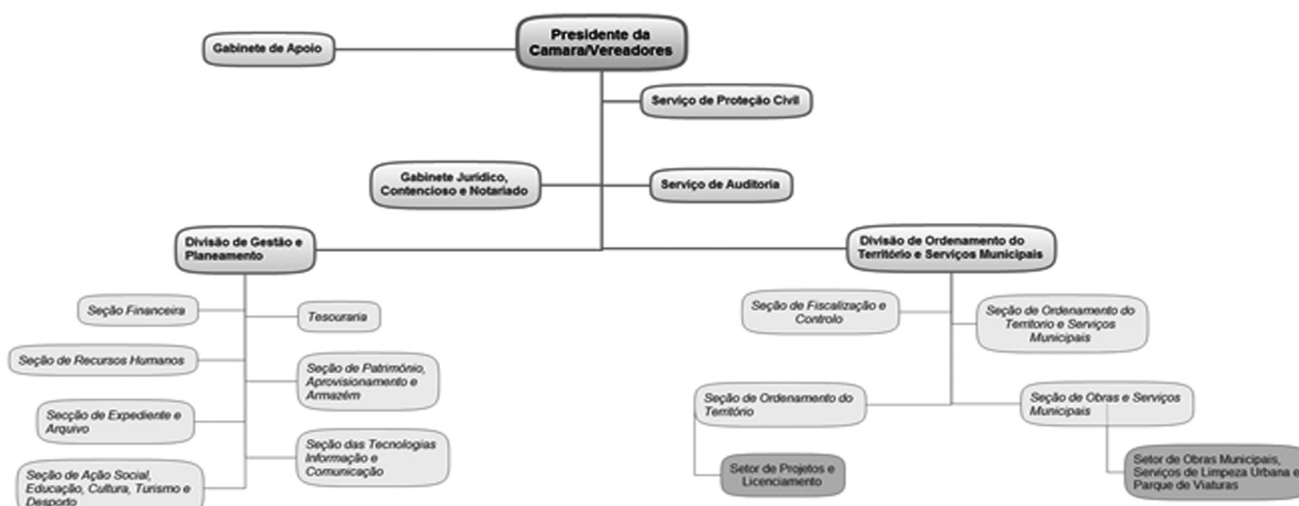 Presidente da
Camara/Vereadores
Gabinete de Apoio
Serviço de Proteção Civil
Gabinete Jurídico,
Contencioso e Notariado
Serviço de Auditoria
Divisão de Gestão e
Planeamento
Divisão de Ordenamento do
Território e Serviços Municipais
Seção Financeira
Tesouraria
Seção de Recursos Humanos
Seção de Património,
Aprovisionamento e
Armazém
Secção de Expediente e
Arquivo
Seção das Tecnologias
Informação e
Comunicação
Seção de Ação Social,
Educação, Cultura, Turismo e
Desporto
Seção de Fiscalização e
Controlo
Seção de Ordenamento do
Territorio e Serviços
Municipais
Seção de Ordenamento do
Território
Seção de Obras e Serviços
Municipais
Setor de Projetos e
Licenciamento
Setor de Obras Municipais,
Serviços de Limpeza Urbana e
Parque de Viaturas